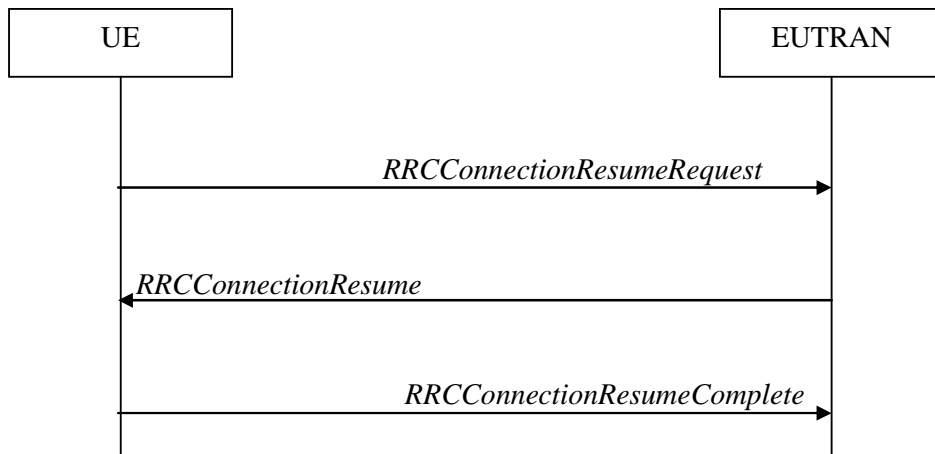 UE
EUTRAN
RRCConnectionResumeRequest
RRCConnectionResume
RRCConnectionResumeComplete